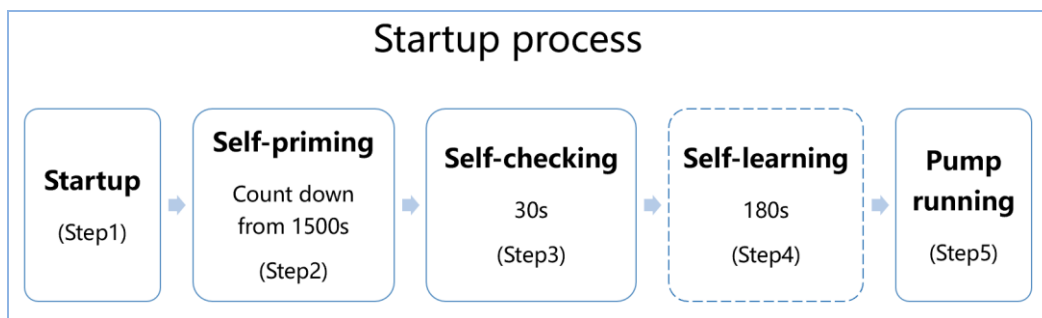 Startup process
Startup
(Step1)
Self-priming
Count down
from 1500s
(Step2)
Self-checking
30s
(Step3)
Self-learning
180s
(Step4)
Pump
running
(Step5)